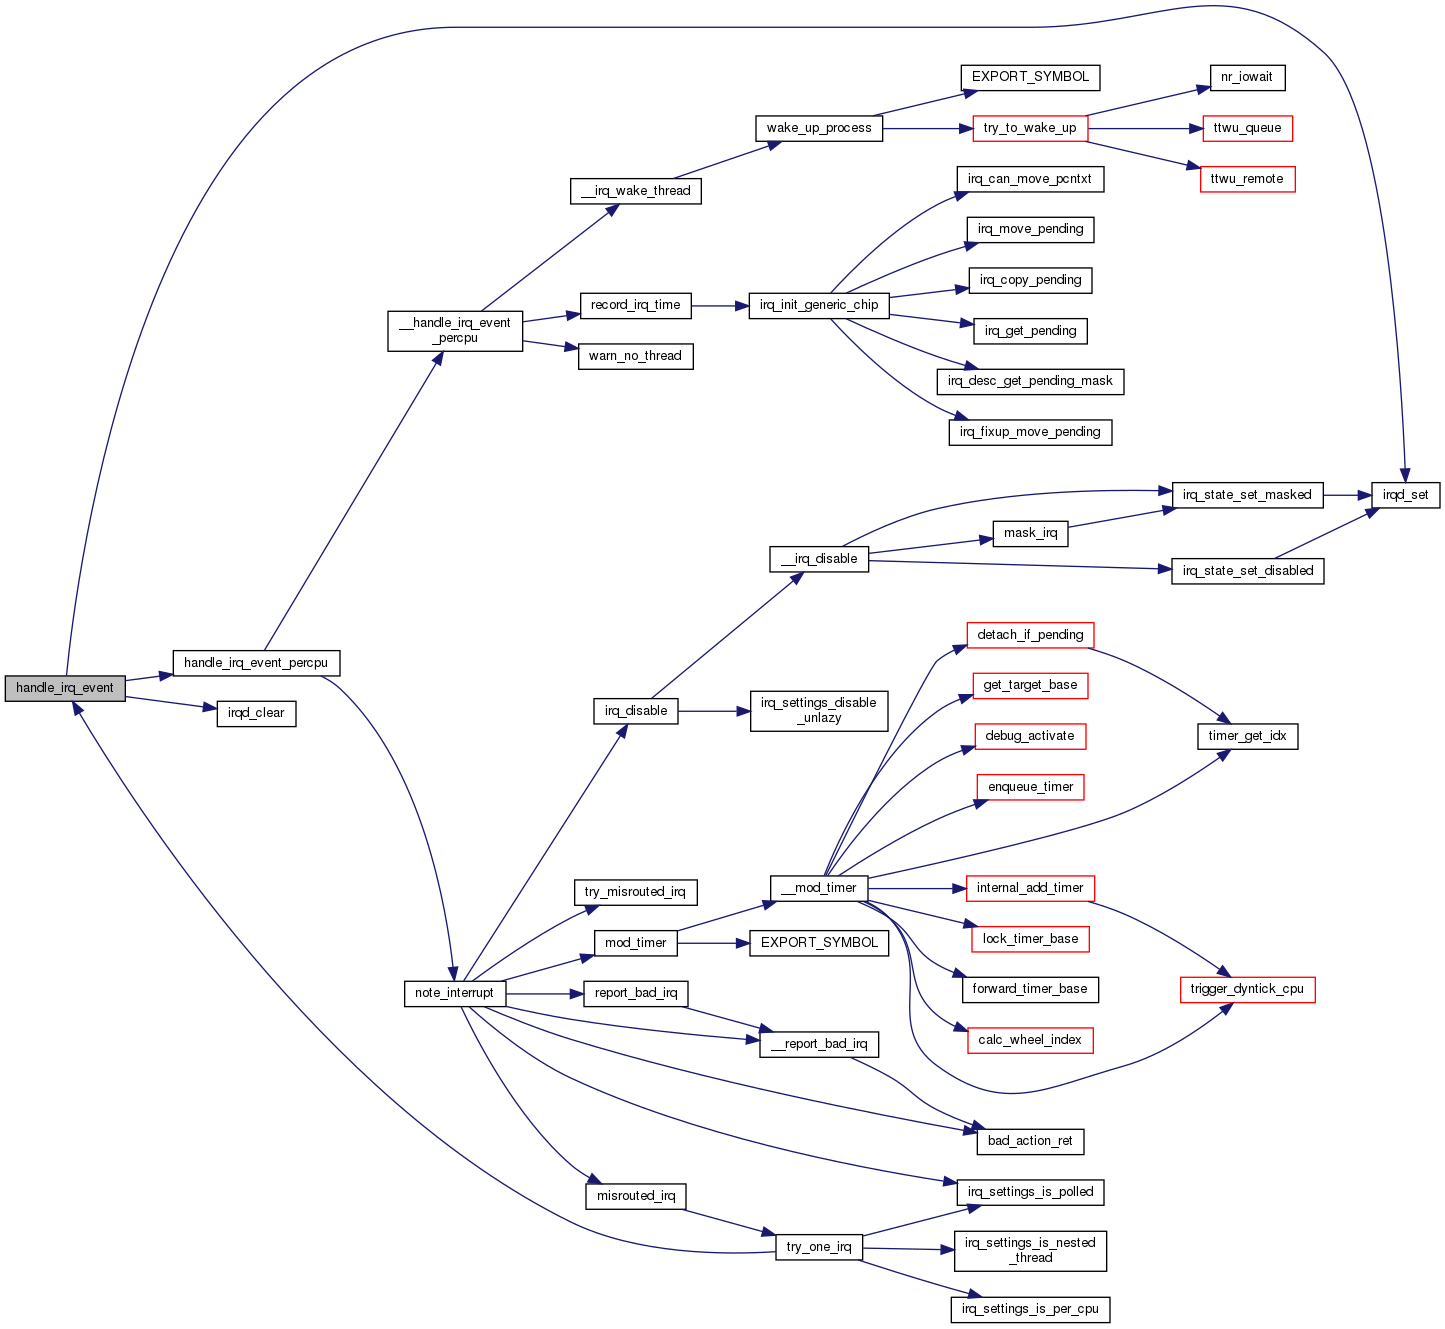 EXPORT_SYMBOL
nr_iowait
wake_up_process
try_to_wake_up
ttwu_queue
__irq_wake_thread
irq_can_move_pcntxt
ttwu_remote
irq_move_pending
irq_copy_pending
record_irq_time
irq_init_generic_chip
__handle_irq_event
_percpu
irq_get_pending
warn_no_thread
irq_desc_get_pending_mask
irq_fixup_move_pending
irq_state_set_masked
irqd_set
mask_irq
__irq_disable
irq_state_set_disabled
detach_if_pending
handle_irq_event_percpu
handle_irq_event
get_target_base
irqd_clear
irq_disable
irq_settings_disable
_unlazy
debug_activate
timer_get_idx
enqueue_timer
try_misrouted_irq
__mod_timer
internal_add_timer
mod_timer
EXPORT_SYMBOL
lock_timer_base
note_interrupt
report_bad_irq
forward_timer_base
trigger_dyntick_cpu
__report_bad_irq
calc_wheel_index
bad_action_ret
misrouted_irq
irq_settings_is_polled
try_one_irq
irq_settings_is_nested
_thread
irq_settings_is_per_cpu